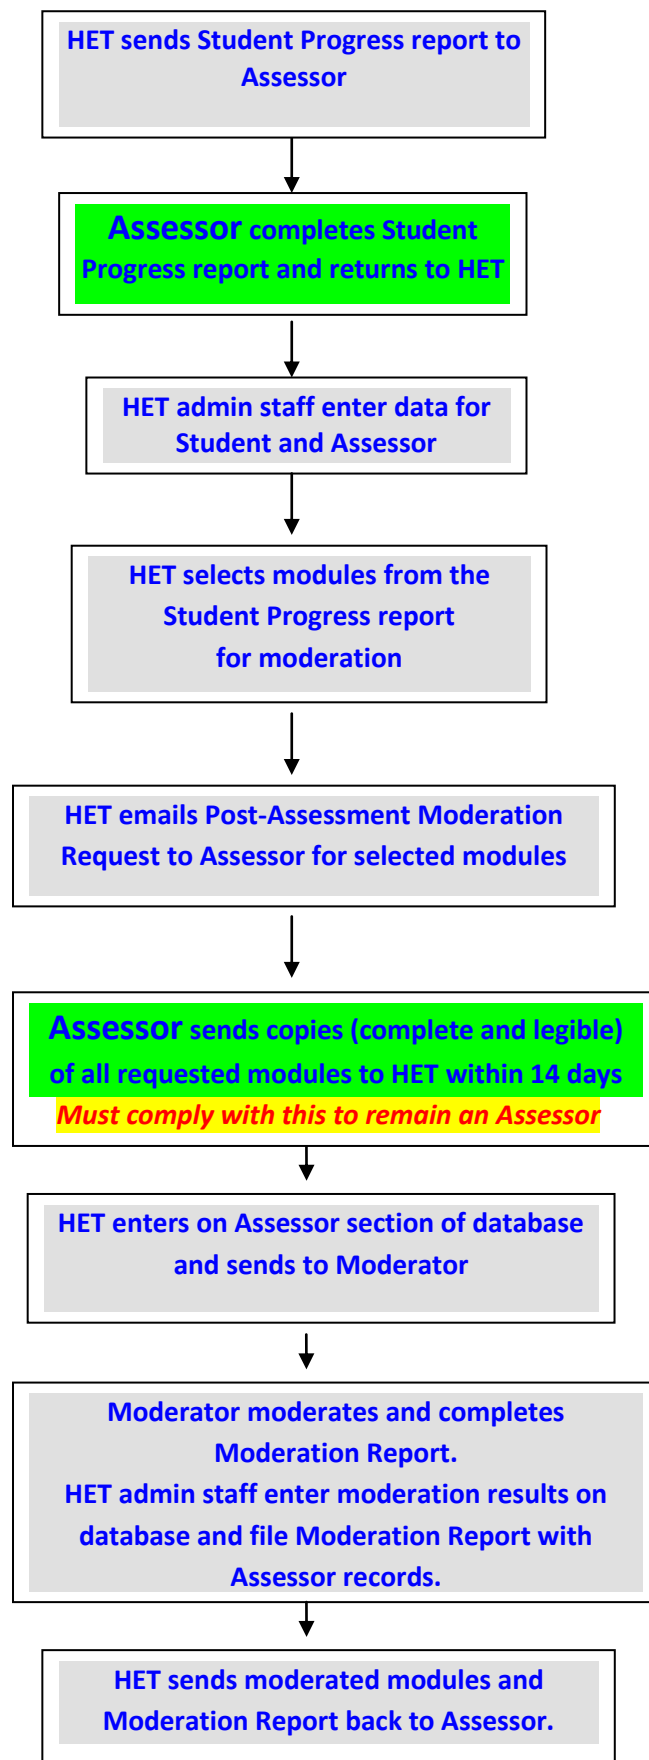 HET sends Student Progress report to
Assessor
Assessor completes Student
Progress report and returns to HET
HET admin staff enter data for
Student and Assessor
HET selects modules from the
Student Progress report
for moderation
HET emails Post-Assessment Moderation
Request to Assessor for selected modules
Assessor sends copies (complete and legible)
of all requested modules to HET within 14 days
Must comply with this to remain an Assessor
HET enters on Assessor section of database
and sends to Moderator
Moderator moderates and completes
Moderation Report.
HET admin staff enter moderation results on
database and file Moderation Report with
Assessor records.
HET sends moderated modules and
Moderation Report back to Assessor.